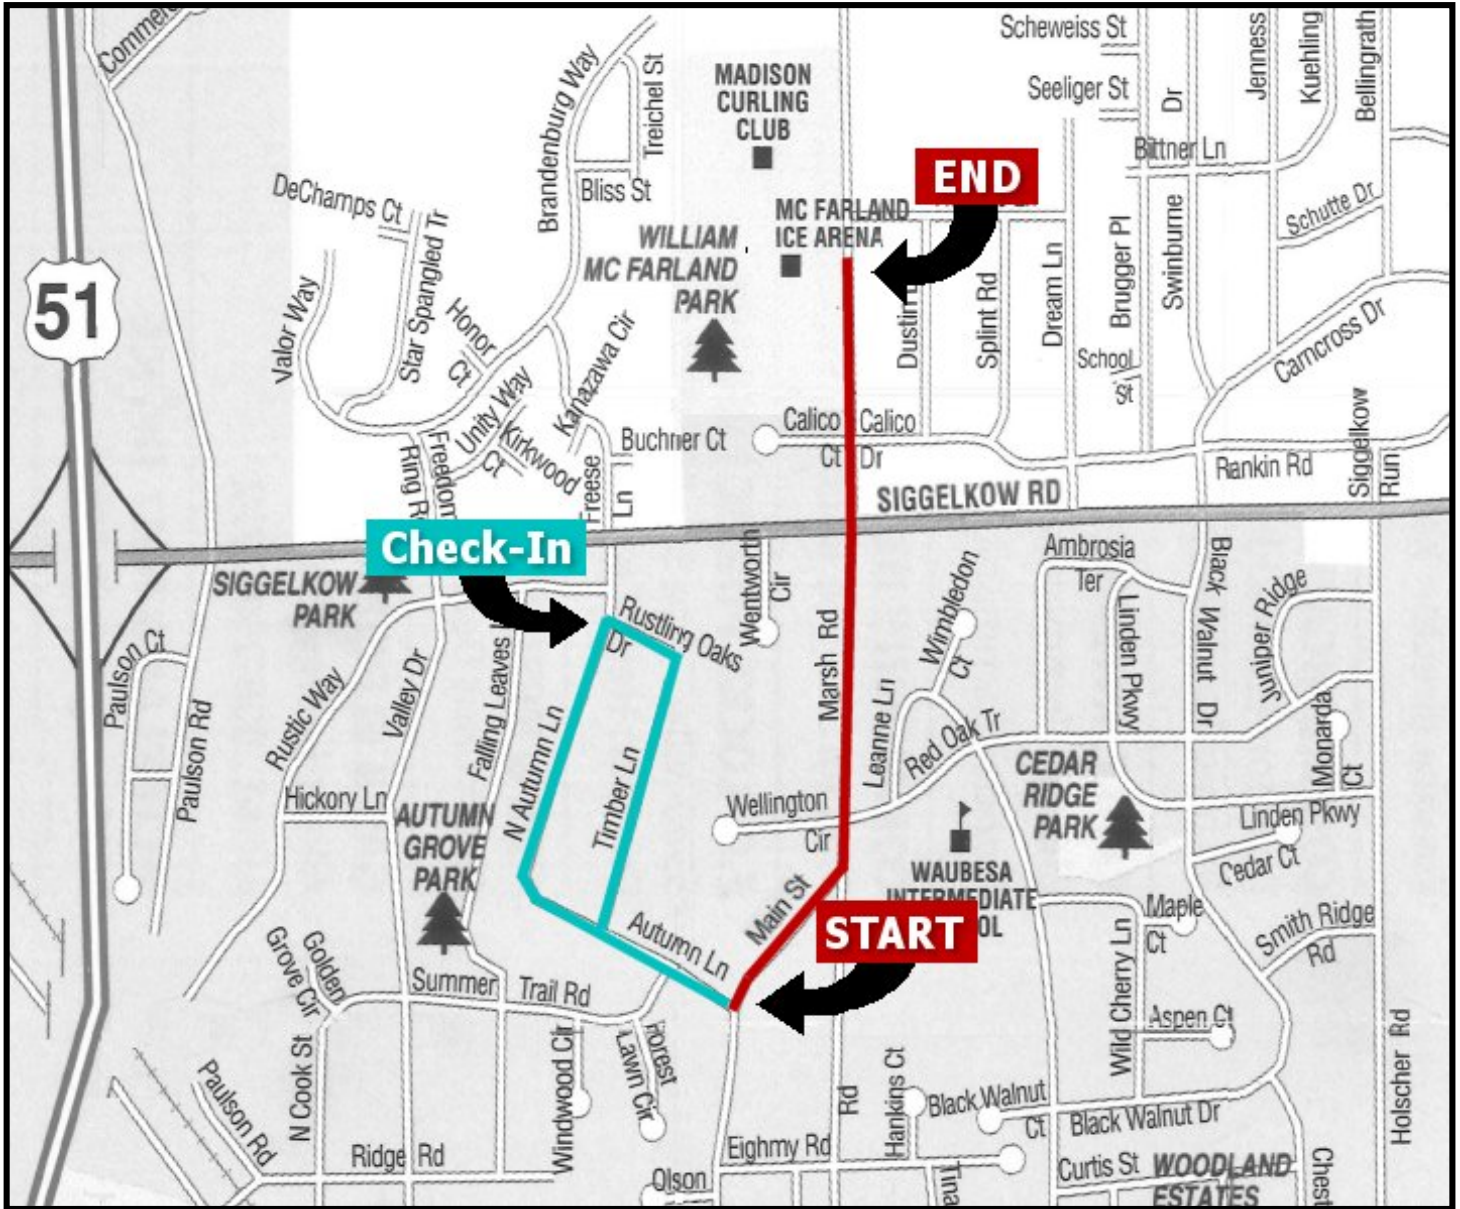 Commerc
Scheweiss St
Jenness
Kuehling
Bellingrath
Brandenburg Way
Treichel St
MADISON
CURLING
CLUB
Seeliger St
Dr
Bittner Ln
END
DeChamps Ct
Bliss St
MC FARLAND
ICE ARENA
Schutte Dr
Star Spangled Tr
WILLIAM
MC FARLAND
PARK
51
Valor Way
Honor
Ct
Kanazawa Cir
Dustin
Splint Rd
Dream Ln
Brugger Pl
Swinburne
Carncross Dr
School
St
Unity Way
Kirkwood
Ct
Buchner Ct
Calico
Ct
Calico
Dr
Rankin Rd
Siggelkow
Run
Freedom
Ring R
Freese
Ln
SIGGELKOW RD
Check-In
SIGGELKOW
PARK
Wentworth
Cir
Wimbledon
Ct
Ambrosia
Ter
Black Walnut Dr
Linden Pkwy
Juniper Ridge
Rustling Oaks
Dr
Paulson Ct
Paulson Rd
Rustic Way
Valley Dr
Falling Leaves
N Autumn Ln
Timber Ln
Marsh Rd
Leanne Ln
Red Oak Tr
Monarda
Ct
CEDAR
RIDGE
PARK
Hickory Ln
AUTUMN
GROVE
PARK
Wellington
Cir
Linden Pkwy
Cedar Ct
WAUBESA
INTERMEDIATE
OL
Main St
START
Maple
Ct
Smith Ridge
Rd
Golden
Grove Cir
Autumn Ln
Summer Trail Rd
Wild Cherry Ln
Aspen Ct
Forest
Lawn Cir
Windwood Cir
N Cook St
Paulson Rd
Ridge Rd
Rd
Hankins Ct
Black Walnut
Ct
Black Walnut Dr
Holscher Rd
Eighmy Rd
Olson
Tina
Curtis St
WOODLAND
ESTATES
Chest